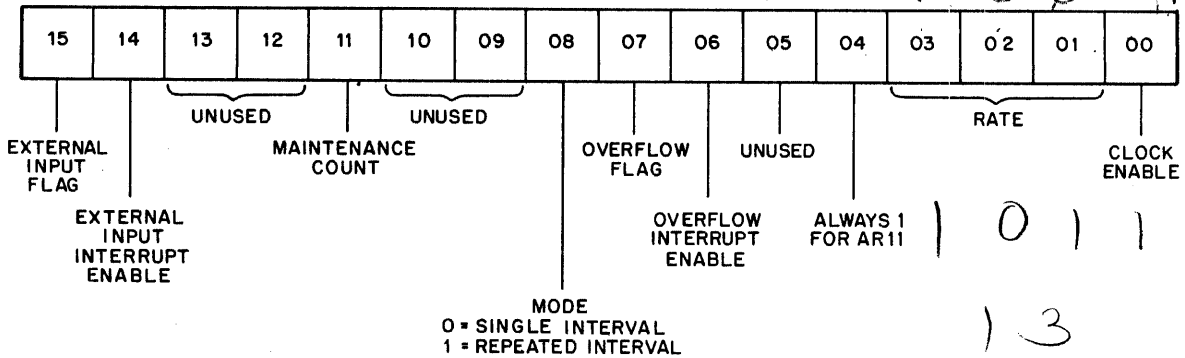 15 14 13 12 11 10 09 08 07 06 05 04 03 02 01 00
UNUSED
UNUSED
RATE
EXTERNAL
INPUT
FLAG
MAINTENANCE
COUNT
OVERFLOW
FLAG
UNUSED
CLOCK
ENABLE
EXTERNAL
INPUT
INTERRUPT
ENABLE
OVERFLOW
INTERRUPT
ENABLE
ALWAYS 1
FOR AR11
1 0 1 1
MODE
0 = SINGLE INTERVAL
1 = REPEATED INTERVAL
1 3